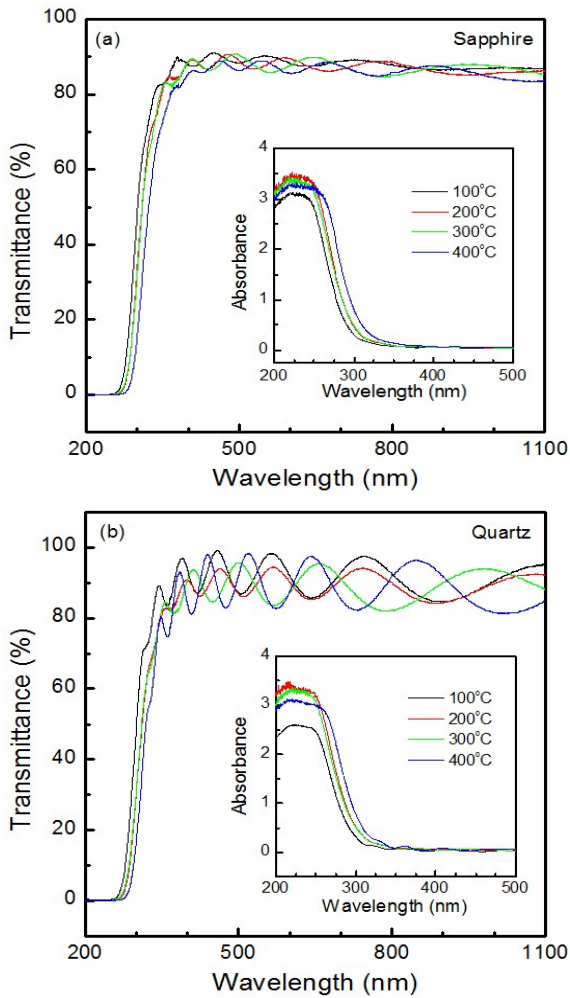 (a) Sapphire
Transmittance (%)
100
80
60
40
20
0
200 500 800 1100
Wavelength (nm)
Absorbance
4
3
2
1
0
200 300 400 500
Wavelength (nm)
100°C
200°C
300°C
400°C
(b) Quartz
Transmittance (%)
100
80
60
40
20
0
200 500 800 1100
Wavelength (nm)
Absorbance
4
3
2
1
0
200 300 400 500
Wavelength (nm)
100°C
200°C
300°C
400°C